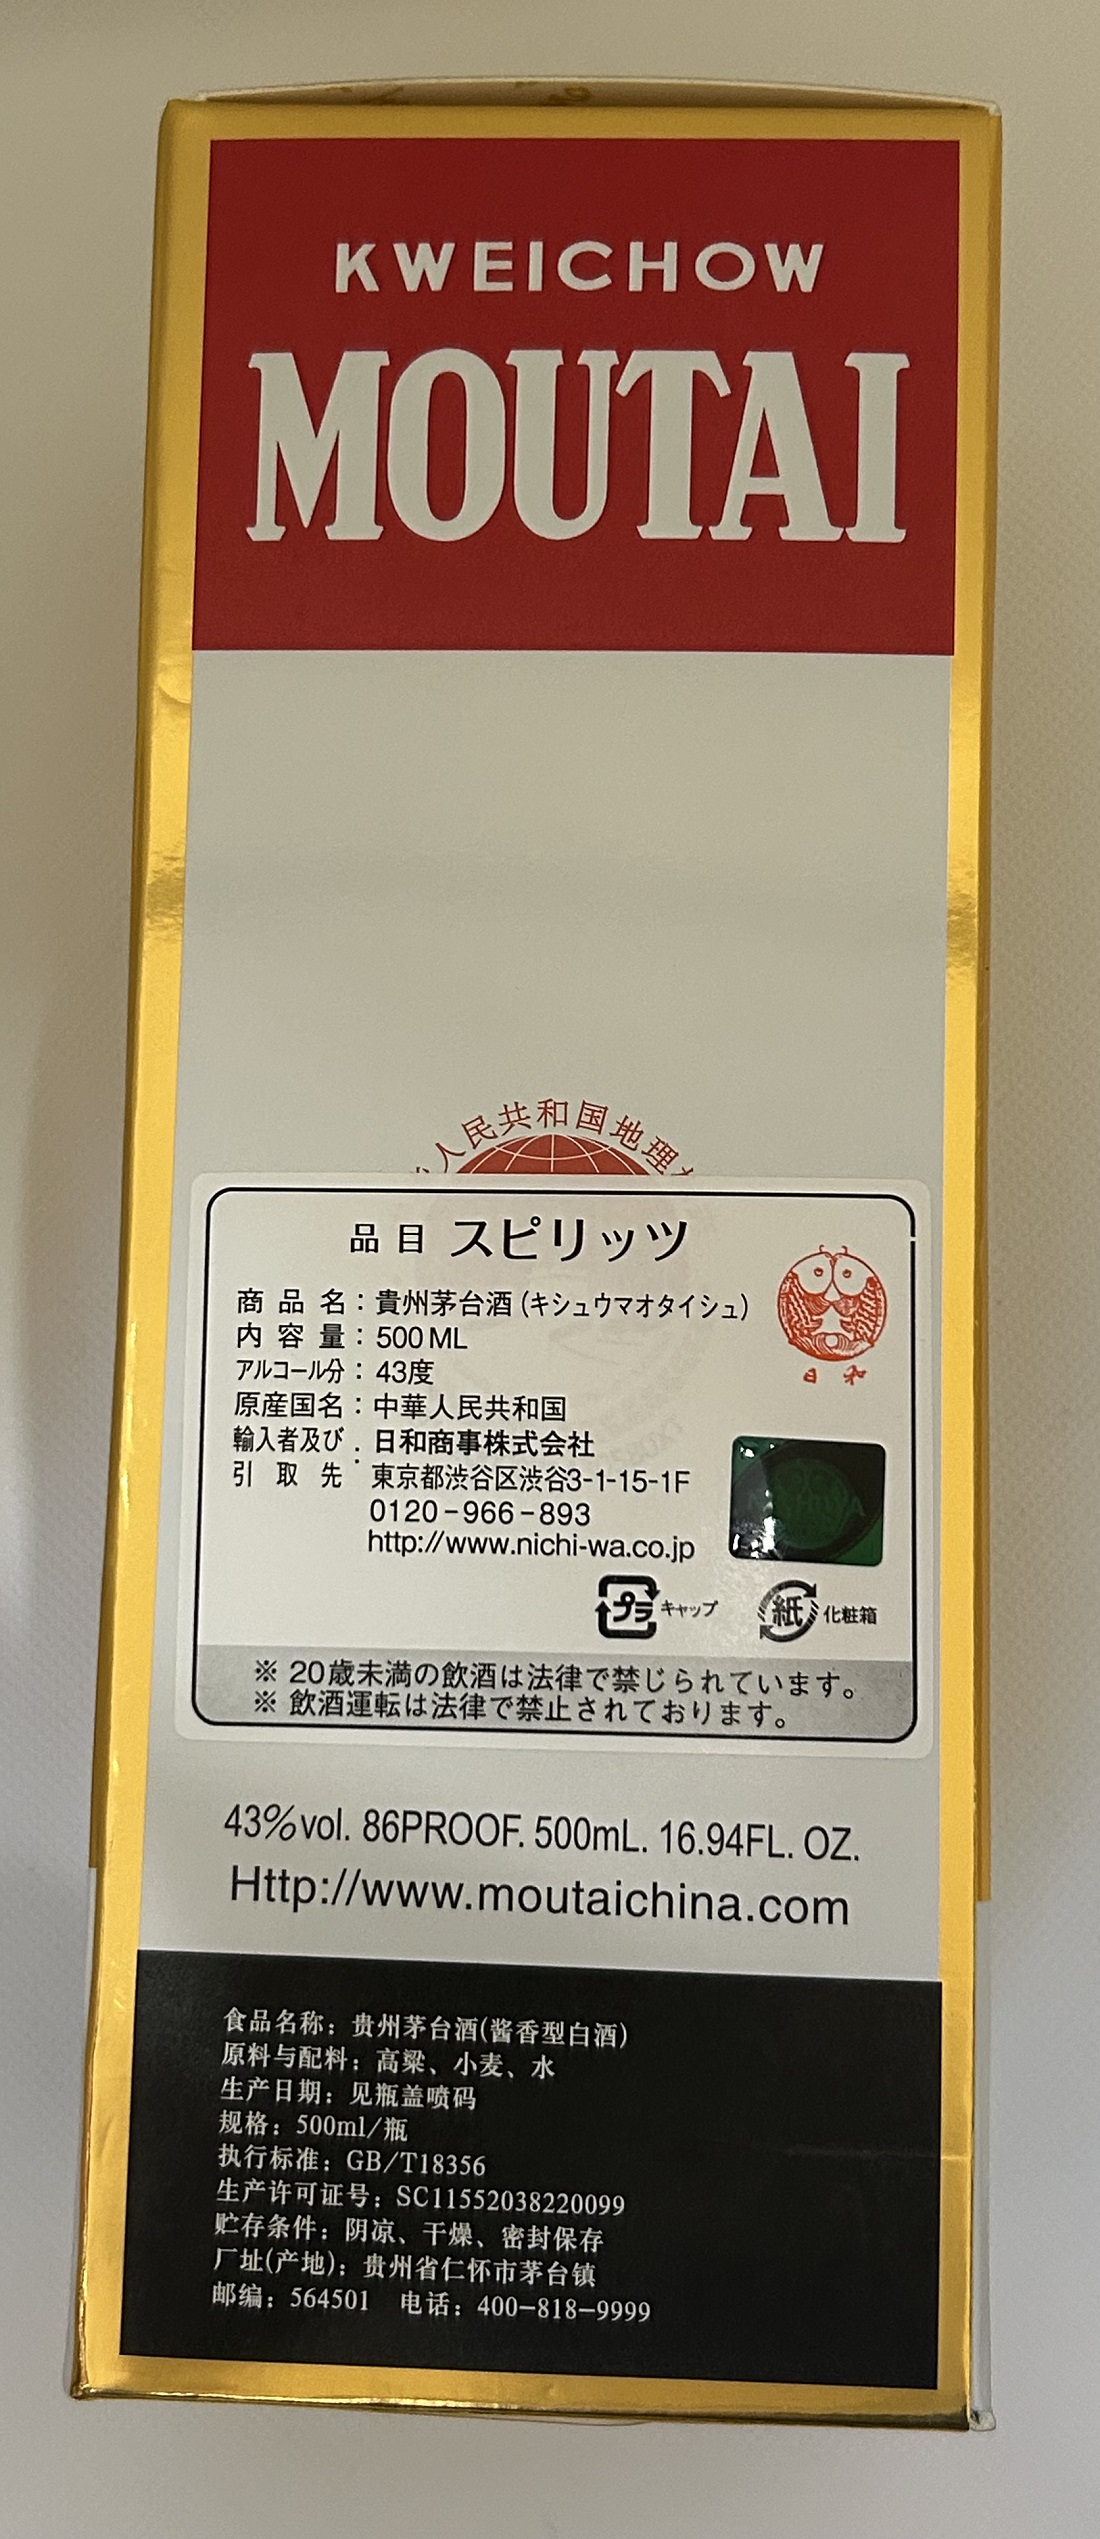 KWEICHOW
MOUTAI
人民共和国地理
品目 スピリッツ
商品名：貴州茅台酒（キシュウマオタイシュ）
内容量：500ML
アルコール分：43度
原産国名：中華人民共和国
輸入者及び：日和商事株式会社
引取先 東京都渋谷区渋谷3-1-15-1F
0120-966-893
http://www.nichi-wa.co.jp
日和
プラ キャップ 紙 化粧箱
※ 20歳未満の飲酒は法律で禁じられています。
※ 飲酒運転は法律で禁止されております。
43%vol. 86PROOF. 500mL. 16.94FL. OZ.
Http://www.moutaichina.com
食品名称：贵州茅台酒(酱香型白酒)
原料与配料：高粱、小麦、水
生产日期：见瓶盖喷码
规格：500ml/瓶
执行标准：GB/T18356
生产许可证号：SC11552038220099
贮存条件：阴凉、干燥、密封保存
厂址(产地)：贵州省仁怀市茅台镇
邮编：564501 电话：400-818-9999